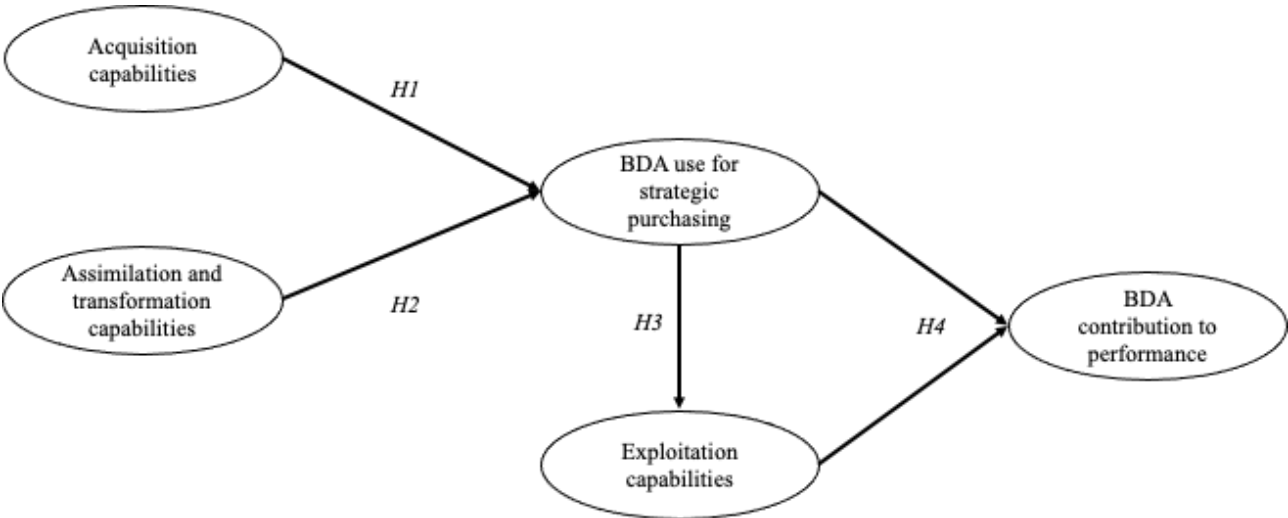 Acquisition
capabilities
H1
BDA use for
strategic
purchasing
Assimilation and
transformation
capabilities
H2
H3
H4
BDA
contribution to
performance
Exploitation
capabilities